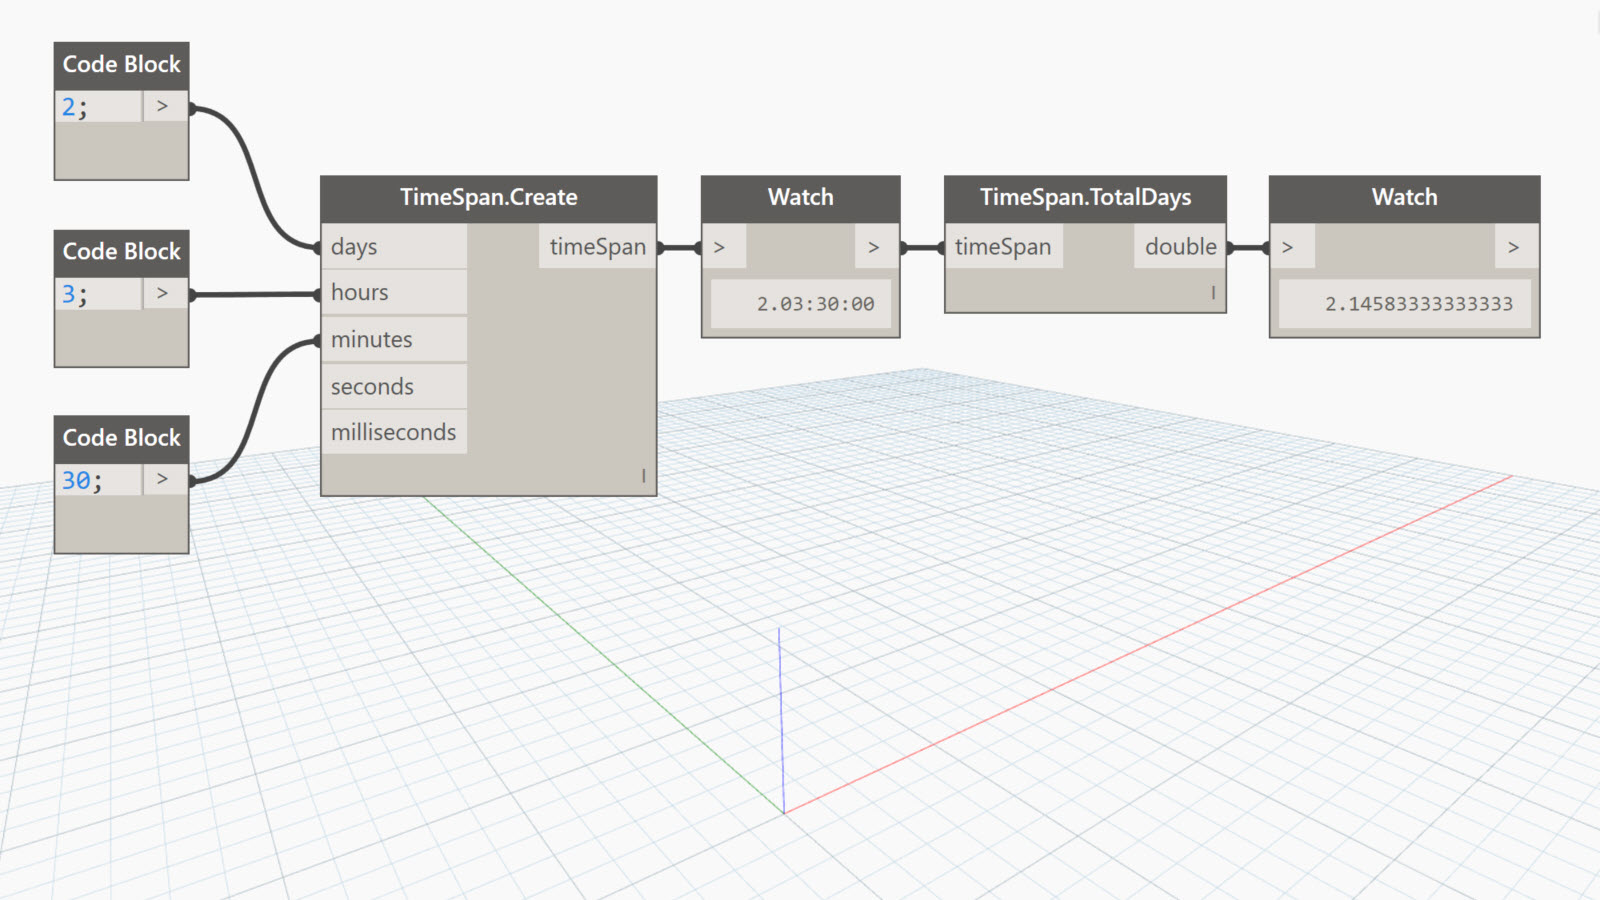 Code Block
2; >
Code Block
3; >
Code Block
30; >
TimeSpan.Create
days timeSpan
hours
minutes
seconds
milliseconds
Watch
> >
2.03:30:00
TimeSpan.TotalDays
timeSpan double
Watch
> >
2.14583333333333